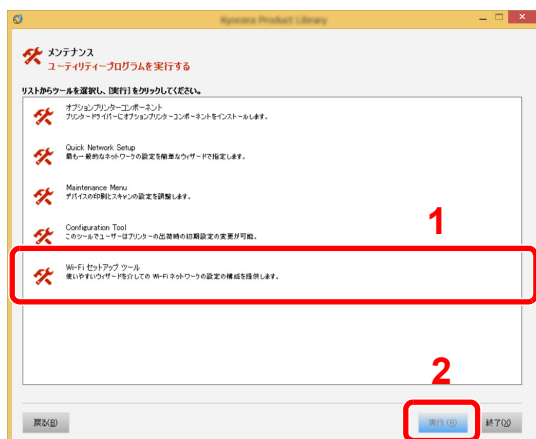 Kyocera Product Library
メンテナンス
ユーティリティープログラムを実行する
リストからツールを選択し、[実行] をクリックしてください。
オプションプリンターコンポーネント
プリンタードライバーにオプションプリンターコンポーネントをインストールします。
Quick Network Setup
最も一般的なネットワークの設定を簡単なウィザードで指定します。
Maintenance Menu
デバイスの印刷とスキャンの設定を調整します。
Configuration Tool
このツールでユーザーはプリンターの出荷時の初期設定の変更が可能。
1
Wi-Fi セットアップ ツール
使いやすいウィザードを介しての Wi-Fi ネットワークの設定の構成を提供します。
2
戻る(B)
実行 (R)
終了(X)